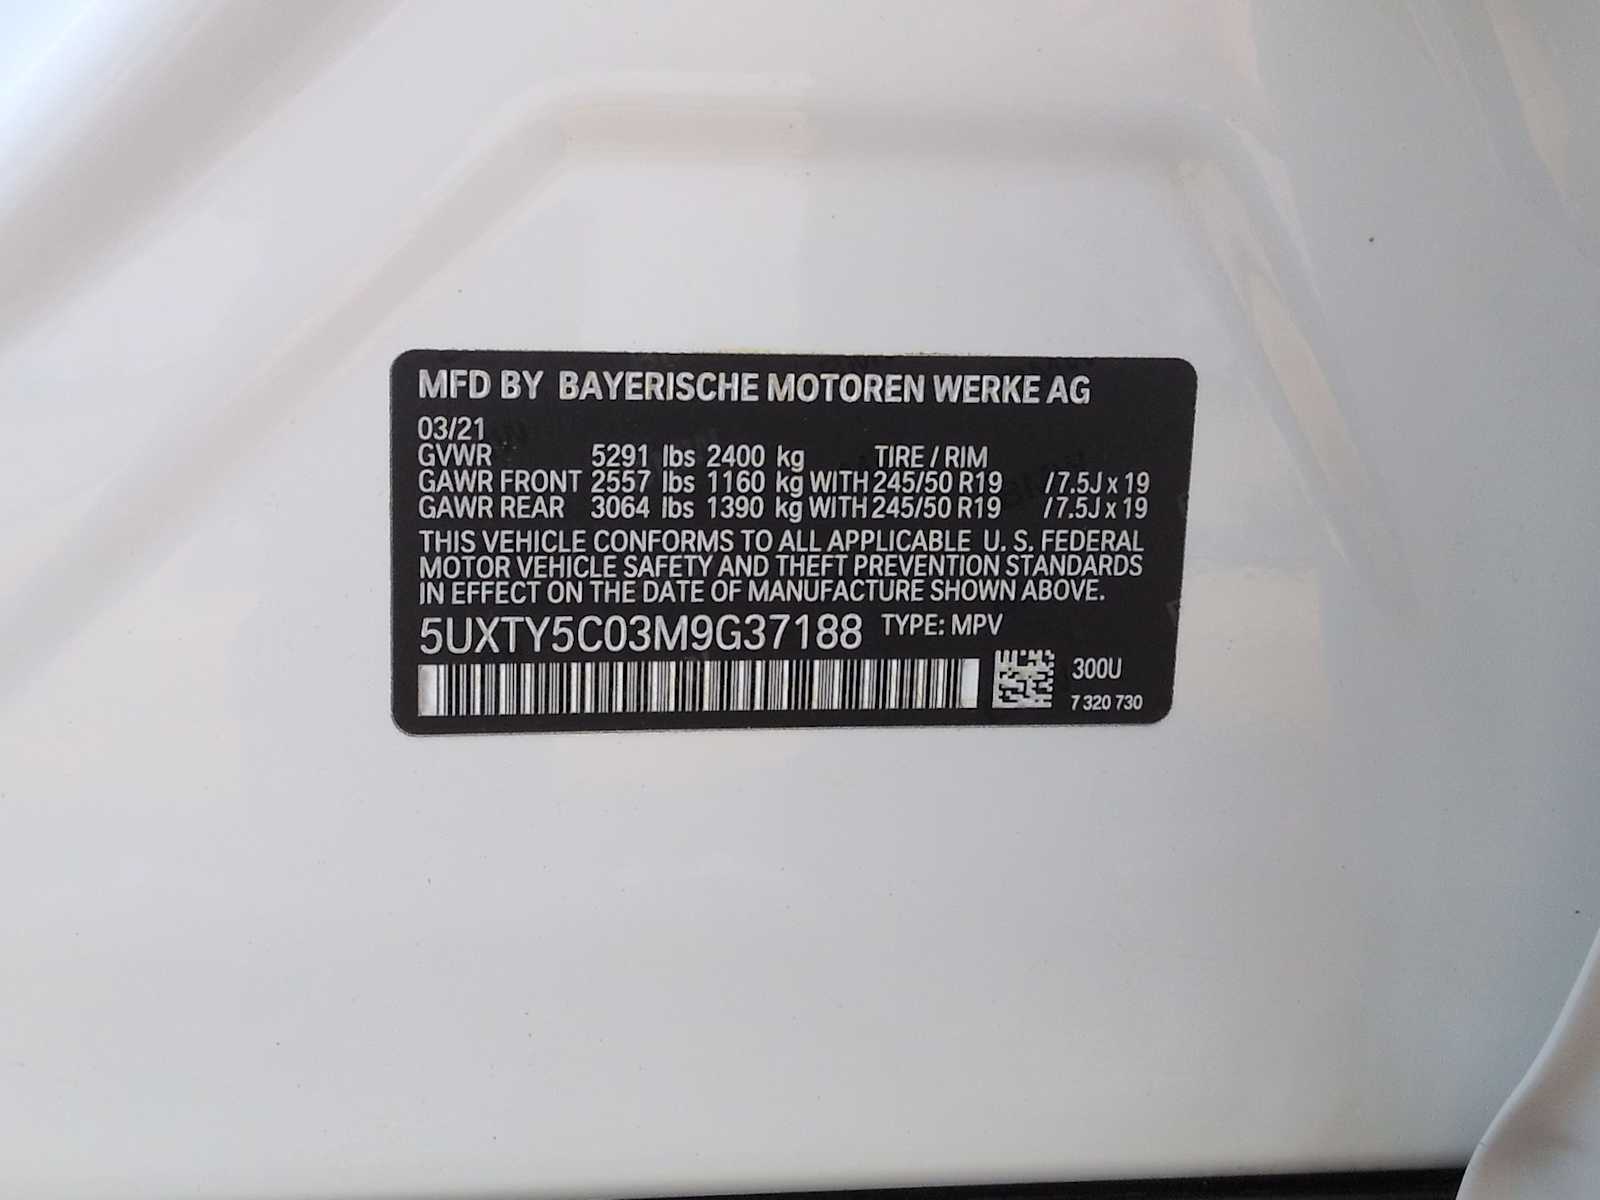 MFD BY BAYERISCHE MOTOREN WERKE AG
03/21
GVWR 5291 lbs 2400 kg TIRE / RIM
GAWR FRONT 2557 lbs 1160 kg WITH 245/50 R19 /7.5J x 19
GAWR REAR 3064 lbs 1390 kg WITH 245/50 R19 /7.5J x 19
THIS VEHICLE CONFORMS TO ALL APPLICABLE U. S. FEDERAL
MOTOR VEHICLE SAFETY AND THEFT PREVENTION STANDARDS
IN EFFECT ON THE DATE OF MANUFACTURE SHOWN ABOVE.
5UXTY5C03M9G37188 TYPE: MPV
300U
7 320 730